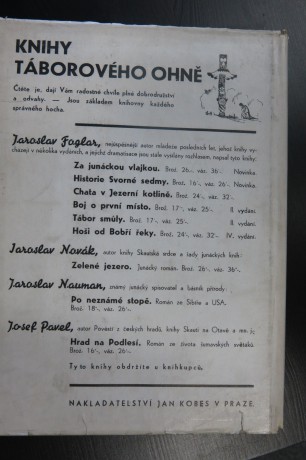 KNIHY
TÁBOROVÉHO OHNĚ
Čtěte je, dají Vám radostné chvíle plné dobrodružství
a odvahy. — Jsou základem knihovny každého
správného hocha.
Jaroslav Foglar, nejúspěšnější autor mládeže posledních let, jehož knihy vy-
cházejí v několika vydáních, a jejichž dramatisace jsou stále vysílány rozhlasem, napsal tyto knihy:
Za junáckou vlajkou. Brož. 26·-, váz. 36·- Novinka
Historie Svorné sedmy. Brož. 16·-, váz. 26·- Novinka
Chata v Jezerní kotlině. Brož. 24·-, váz. 32·-
Boj o první místo. Brož. 17·-, váz. 25·- II. vydání.
Tábor smůly. Brož. 17·-, váz. 25·- II. vydání.
Hoši od Bobří řeky. Brož. 24·-, váz. 32·- IV. vydání.
Jaroslav Novák, autor knihy Skautské srdce a řady junáckých knih:
Zelené jezero. Junácký román. Brož. 26·-, váz. 36·-.
Jaroslav Nauman, známý junácký spisovatel a básník přírody:
Po neznámé stopě. Román ze Sibiře a USA.
Brož. 18·-, váz. 26·-
Josef Pavel, autor Pověstí z českých hradů, knihy Skauti na Otavě a mn. j.:
Hrad na Podlesí. Román ze života šumavských světáků.
Brož. 16·-, váz. 26·-.
Tyto knihy obdržíte u knihkupců.
NAKLADATELSTVÍ JAN KOBES V PRAZE